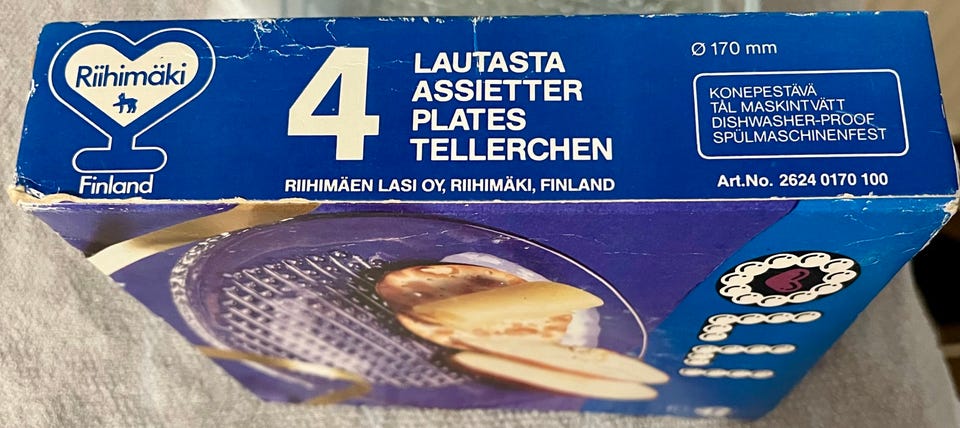 Riihimäki
Finland
4
LAUTASTA
ASSIETTER
PLATES
TELLERCHEN
RIIHIMÄEN LASI OY, RIIHIMÄKI, FINLAND
Ø 170 mm
KONEPESTÄVÄ
TÅL MASKINTVÄTT
DISHWASHER-PROOF
SPÜLMASCHINENFEST
Art.No. 2624 0170 100